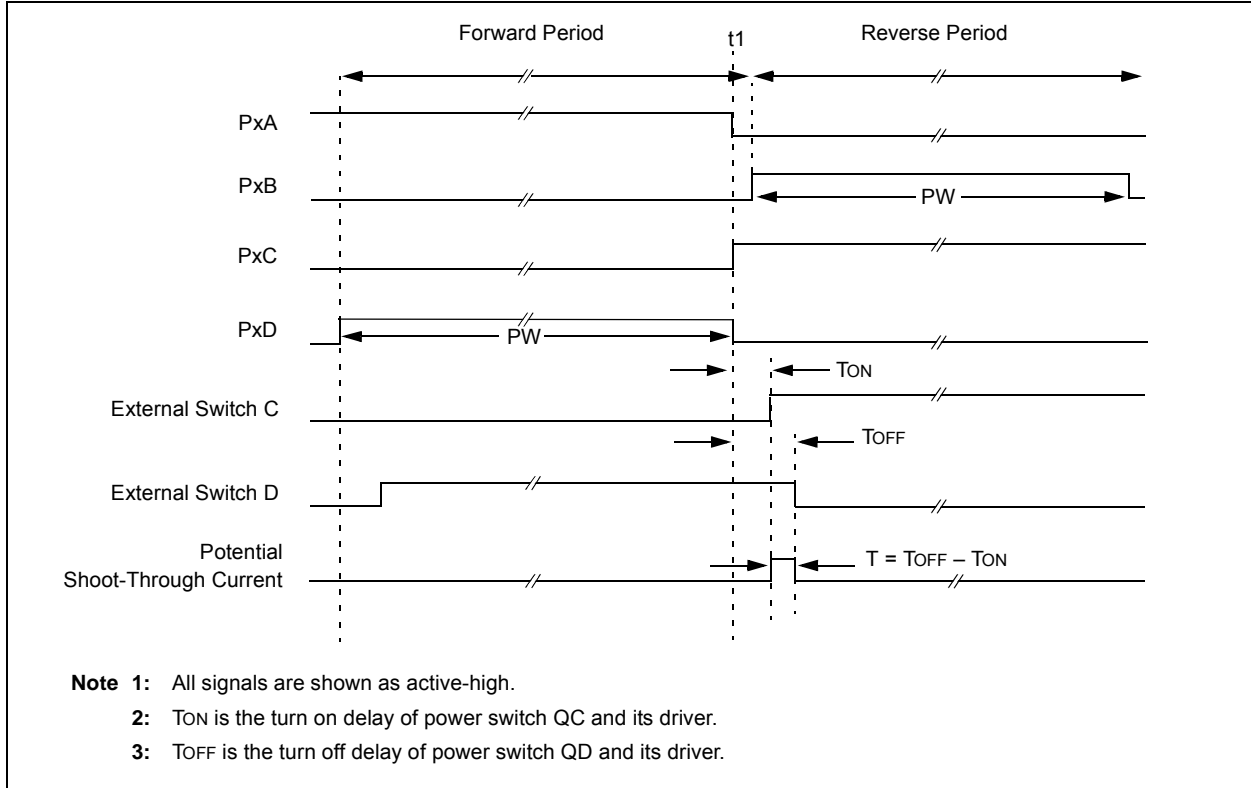 Forward Period
t1
Reverse Period
PxA
PxB
PW
PxC
PxD
PW
TON
External Switch C
TOFF
External Switch D
Potential
Shoot-Through Current
T = TOFF – TON
Note 1: All signals are shown as active-high.
2: TON is the turn on delay of power switch QC and its driver.
3: TOFF is the turn off delay of power switch QD and its driver.